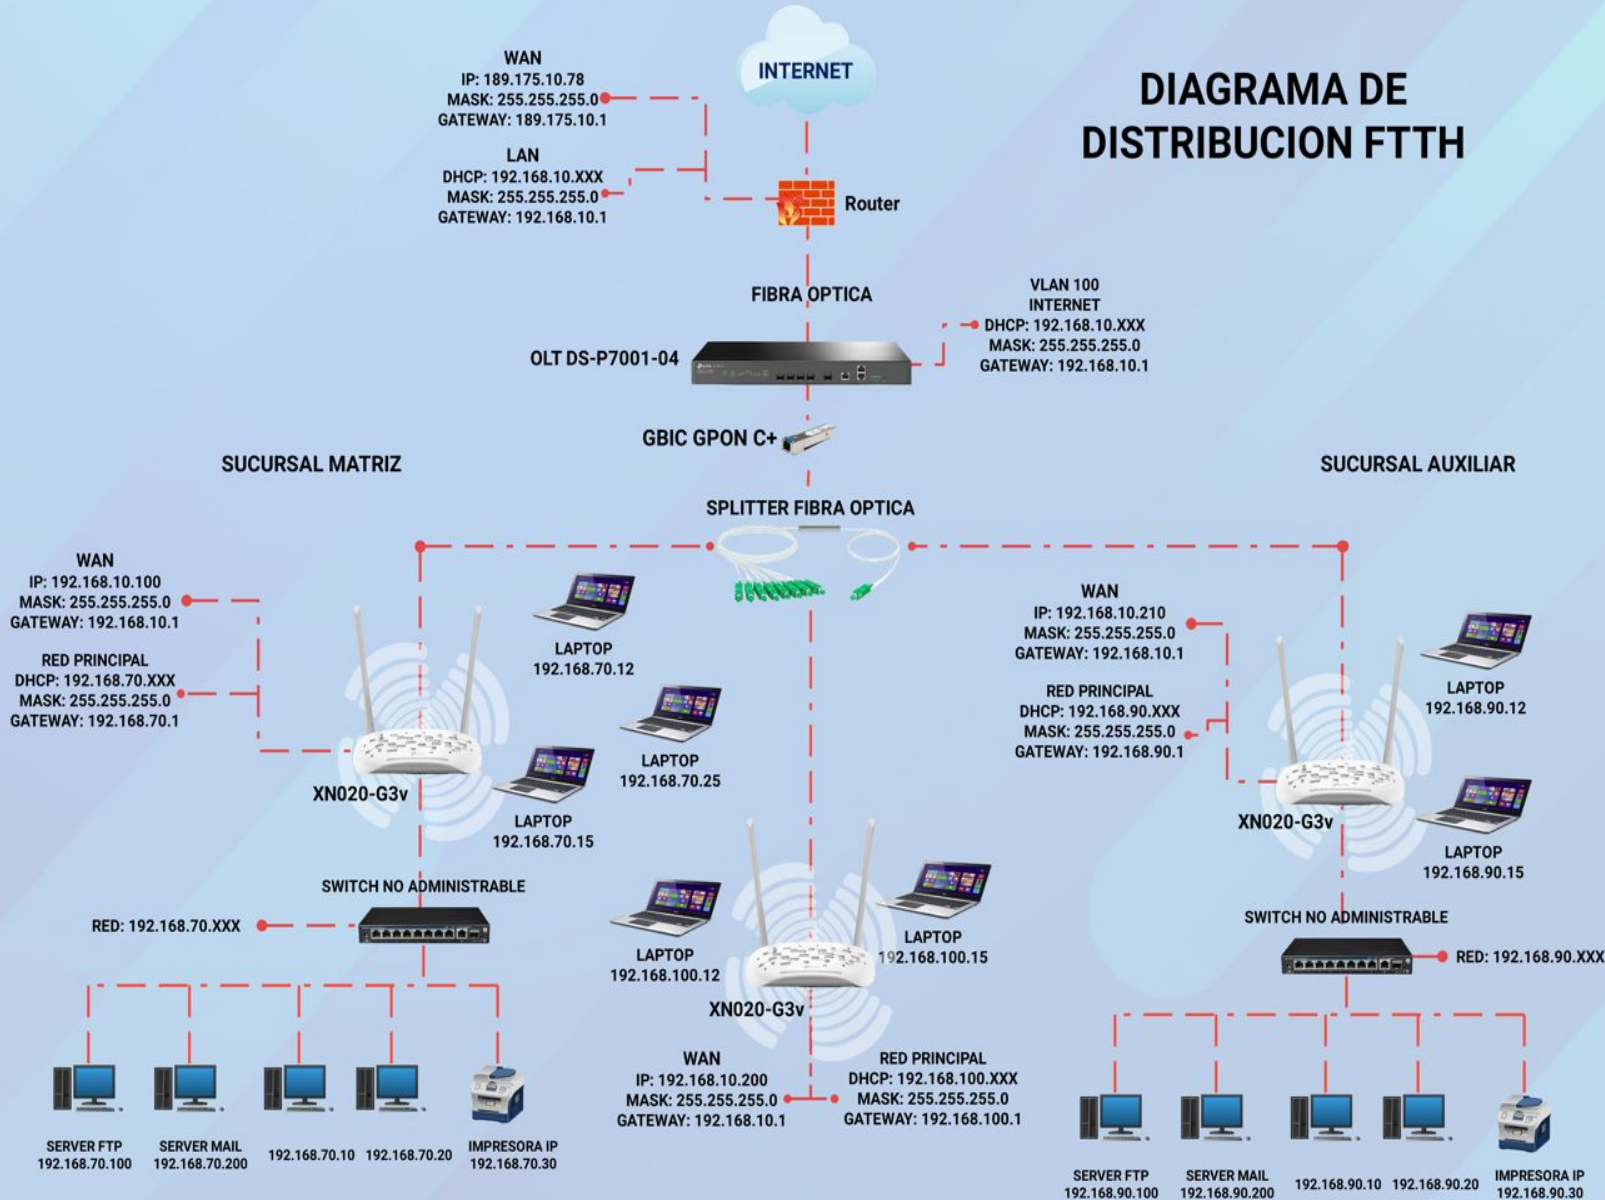 DIAGRAMA DE
DISTRIBUCION FTTH
INTERNET
WAN
IP: 189.175.10.78
MASK: 255.255.255.0
GATEWAY: 189.175.10.1
LAN
DHCP: 192.168.10.XXX
MASK: 255.255.255.0
GATEWAY: 192.168.10.1
Router
FIBRA OPTICA
VLAN 100
INTERNET
DHCP: 192.168.10.XXX
MASK: 255.255.255.0
GATEWAY: 192.168.10.1
OLT DS-P7001-04
GBIC GPON C+
SUCURSAL MATRIZ
SUCURSAL AUXILIAR
SPLITTER FIBRA OPTICA
WAN
IP: 192.168.10.100
MASK: 255.255.255.0
GATEWAY: 192.168.10.1
RED PRINCIPAL
DHCP: 192.168.70.XXX
MASK: 255.255.255.0
GATEWAY: 192.168.70.1
XN020-G3v
LAPTOP
192.168.70.12
LAPTOP
192.168.70.25
LAPTOP
192.168.70.15
SWITCH NO ADMINISTRABLE
RED: 192.168.70.XXX
SERVER FTP
192.168.70.100
SERVER MAIL
192.168.70.200
192.168.70.10
192.168.70.20
IMPRESORA IP
192.168.70.30
LAPTOP
192.168.100.12
LAPTOP
192.168.100.15
XN020-G3v
WAN
IP: 192.168.10.200
MASK: 255.255.255.0
GATEWAY: 192.168.10.1
RED PRINCIPAL
DHCP: 192.168.100.XXX
MASK: 255.255.255.0
GATEWAY: 192.168.100.1
WAN
IP: 192.168.10.210
MASK: 255.255.255.0
GATEWAY: 192.168.10.1
RED PRINCIPAL
DHCP: 192.168.90.XXX
MASK: 255.255.255.0
GATEWAY: 192.168.90.1
XN020-G3v
LAPTOP
192.168.90.12
LAPTOP
192.168.90.15
SWITCH NO ADMINISTRABLE
RED: 192.168.90.XXX
SERVER FTP
192.168.90.100
SERVER MAIL
192.168.90.200
192.168.90.10
192.168.90.20
IMPRESORA IP
192.168.90.30